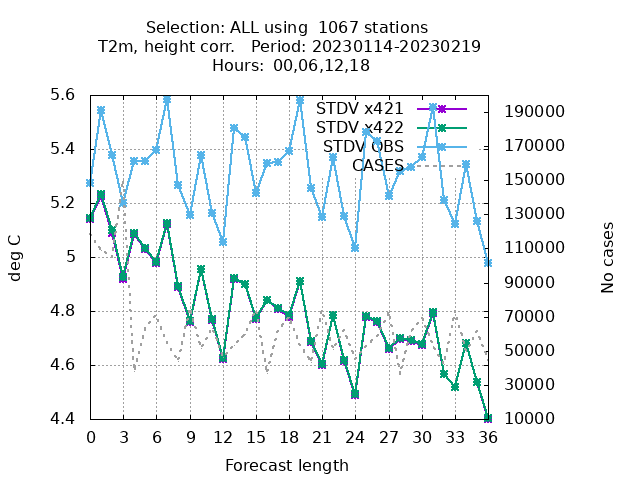 Selection: ALL using  1067 stations
T2m, height corr.   Period: 20230114-20230219
Hours:  00,06,12,18
STDV x421
STDV x422
STDV OBS
CASES
5.6
5.4
5.2
5
4.8
4.6
4.4
deg C
190000
170000
150000
130000
110000
90000
70000
50000
30000
10000
No cases
0 3 6 9 12 15 18 21 24 27 30 33 36
Forecast length